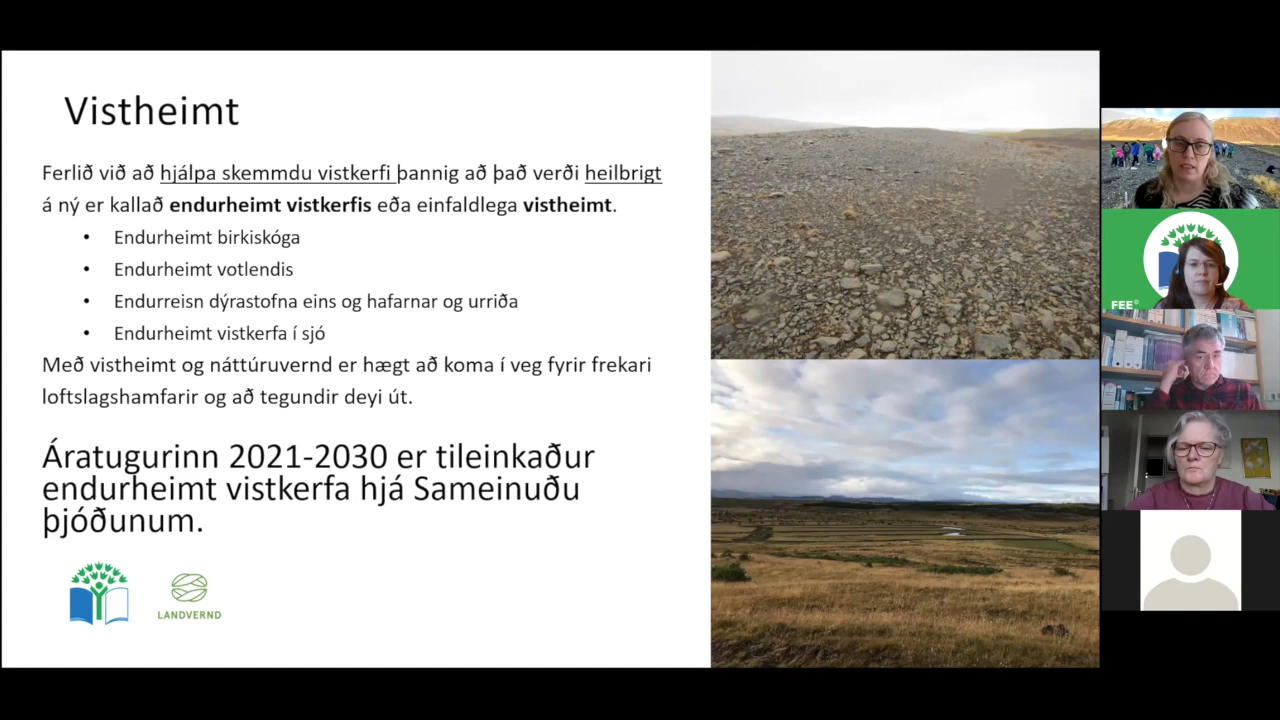 Vistheimt
Ferlið við að hjálpa skemmdu vistkerfi þannig að það verði heilbrigt
á ný er kallað endurheimt vistkerfis eða einfaldlega vistheimt.
• Endurheimt birkiskóga
• Endurheimt votlendis
• Endurreisn dýrastofna eins og hafarnar og urriða
• Endurheimt vistkerfa í sjó
Með vistheimt og náttúruvernd er hægt að koma í veg fyrir frekari
loftslagshamfarir og að tegundir deyi út.
Áratugurinn 2021-2030 er tileinkaður
endurheimt vistkerfa hjá Sameinuðu
þjóðunum.
LANDVERND
FEE